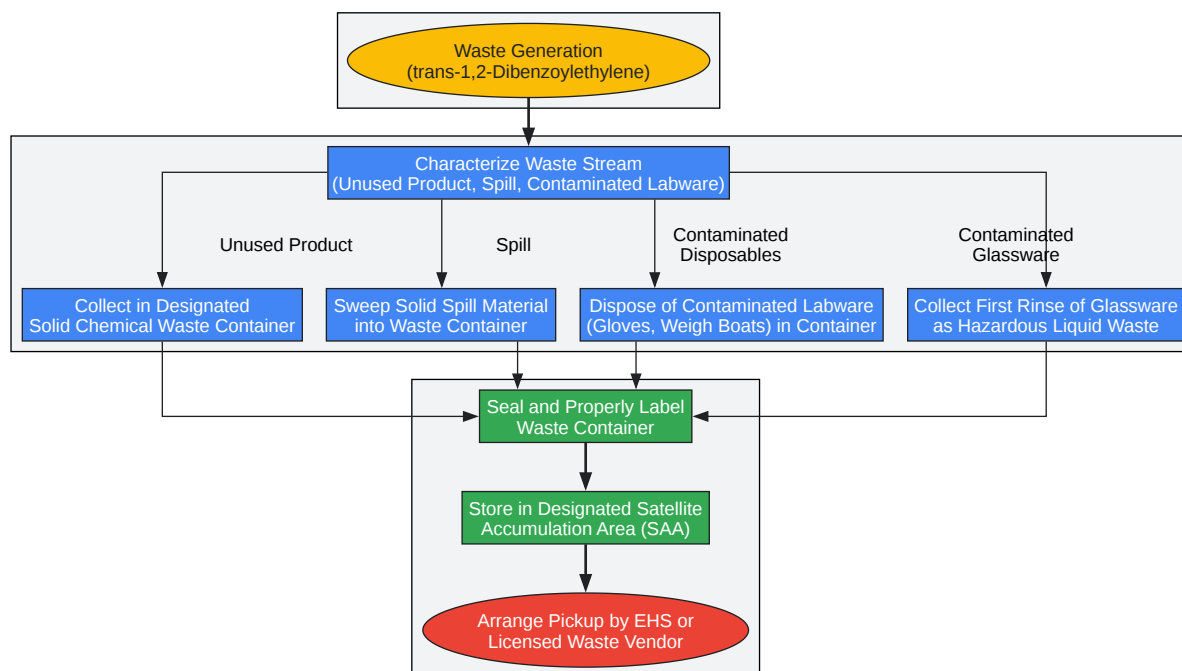 Waste Generation
(trans-1,2-Dibenzoylethylene)
Characterize Waste Stream
(Unused Product, Spill, Contaminated Labware)
Unused Product
Spill
Contaminated
Disposables
Contaminated
Glassware
Collect in Designated
Solid Chemical Waste Container
Sweep Solid Spill Material
into Waste Container
Dispose of Contaminated Labware
(Gloves, Weigh Boats) in Container
Collect First Rinse of Glassware
as Hazardous Liquid Waste
Seal and Properly Label
Waste Container
Store in Designated Satellite
Accumulation Area (SAA)
Arrange Pickup by EHS or
Licensed Waste Vendor